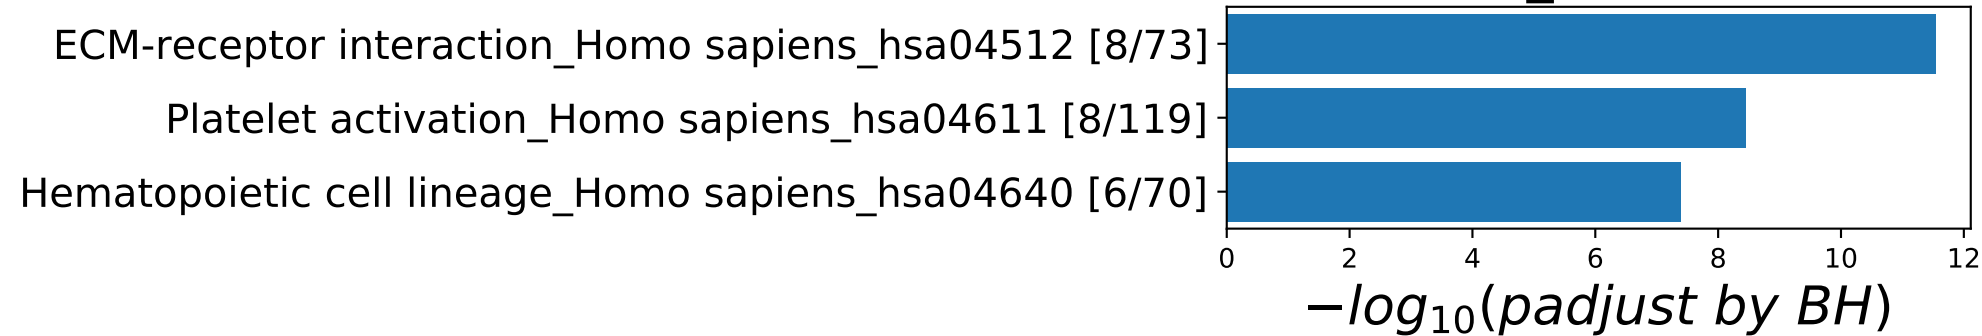 ECM-receptor interaction_Homo sapiens_hsa04512 [8/73]
Platelet activation_Homo sapiens_hsa04611 [8/119]
Hematopoietic cell lineage_Homo sapiens_hsa04640 [6/70]
0 2 4 6 8 10 12
−log₁₀(padjust by BH)